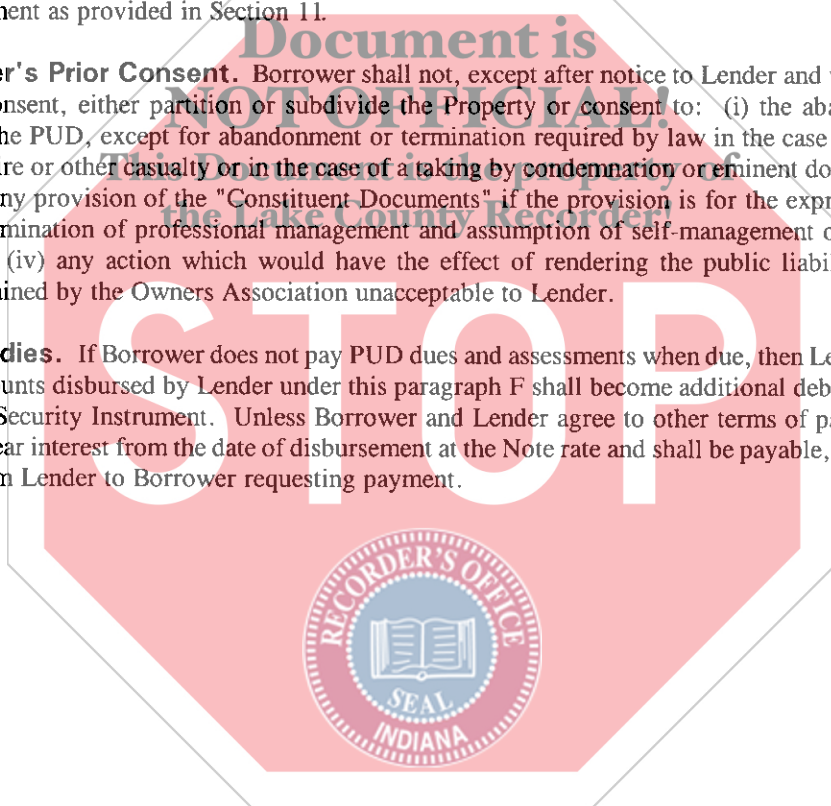 nent as provided in Section 11.
Document is
er's Prior Consent. Borrower shall not, except after notice to Lender and
onsent, either partition or subdivide the Property or consent to: (i) the aba
NOT OFFICIAL!
he PUD, except for abandonment or termination required by law in the case
ire or other casualty or in the case of a taking by condemnation or eminent do
This Document is the property of
ny provision of the "Constituent Documents" if the provision is for the expr
the Lake County Recorder!
mination of professional management and assumption of self-management o
(iv) any action which would have the effect of rendering the public liabil
ined by the Owners Association unacceptable to Lender.
STOP
dies. If Borrower does not pay PUD dues and assessments when due, then Le
unts disbursed by Lender under this paragraph F shall become additional deb
Security Instrument. Unless Borrower and Lender agree to other terms of pa
ear interest from the date of disbursement at the Note rate and shall be payable,
n Lender to Borrower requesting payment.
RECORDER'S OFFICE
SEAL
INDIANA